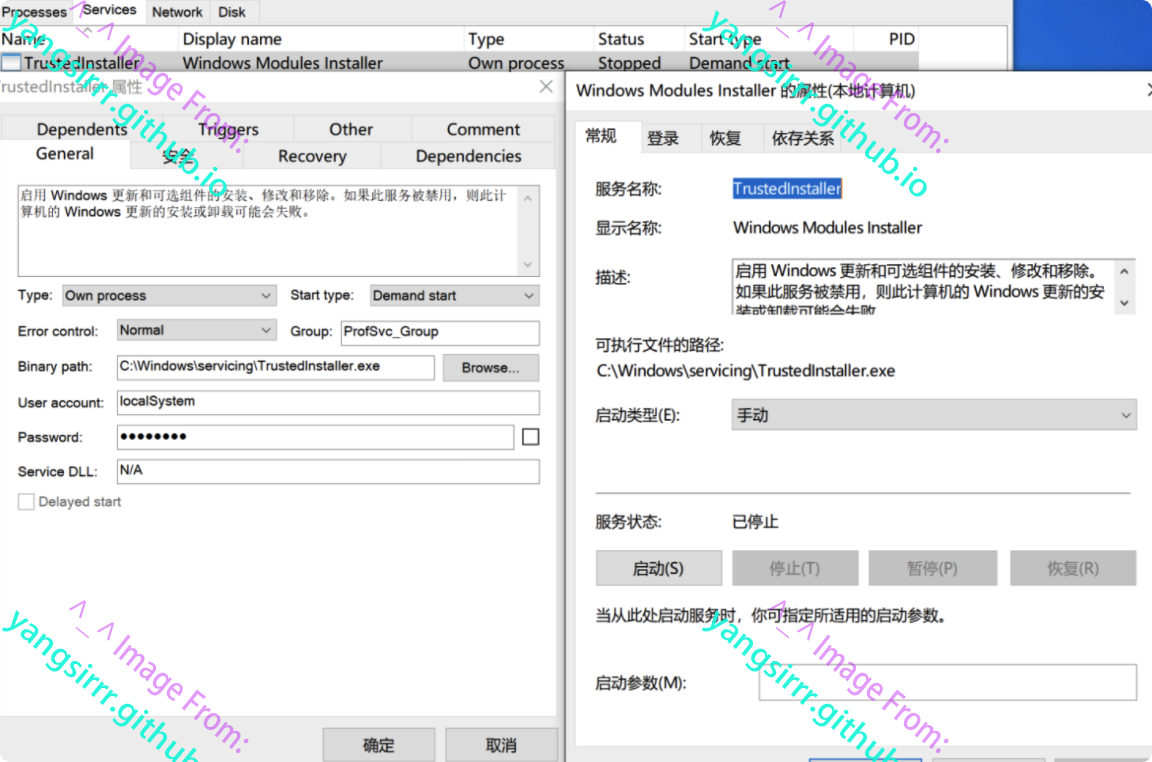 Processes Services Network Disk
Name Display name Type Status Start type PID
TrustedInstaller Windows Modules Installer Own process Stopped Demand start
rustedInstaller 属性
Dependents Triggers Other Comment
General 安全 Recovery Dependencies
启用 Windows 更新和可选组件的安装、修改和移除。如果此服务被禁用，则此计
算机的 Windows 更新的安装或卸载可能会失败。
Type: Own process Start type: Demand start
Error control: Normal Group: ProfSvc_Group
Binary path: C:\Windows\servicing\TrustedInstaller.exe Browse...
User account: localSystem
Password: ●●●●●●●●
Service DLL: N/A
Delayed start
确定 取消
Windows Modules Installer 的属性(本地计算机)
常规 登录 恢复 依存关系
服务名称: TrustedInstaller
显示名称: Windows Modules Installer
描述: 启用 Windows 更新和可选组件的安装、修改和移除。
如果此服务被禁用，则此计算机的 Windows 更新的安
装或卸载可能会失败
可执行文件的路径:
C:\Windows\servicing\TrustedInstaller.exe
启动类型(E): 手动
服务状态: 已停止
启动(S) 停止(T) 暂停(P) 恢复(R)
当从此处启动服务时，你可指定所适用的启动参数。
启动参数(M):
^_^ Image From:
yangsirrr.github.io
^_^ Image From:
yangsirrr.github.io
^_^ Image From:
yangsirrr.github
^_^ Image From:
yangsirrr.github